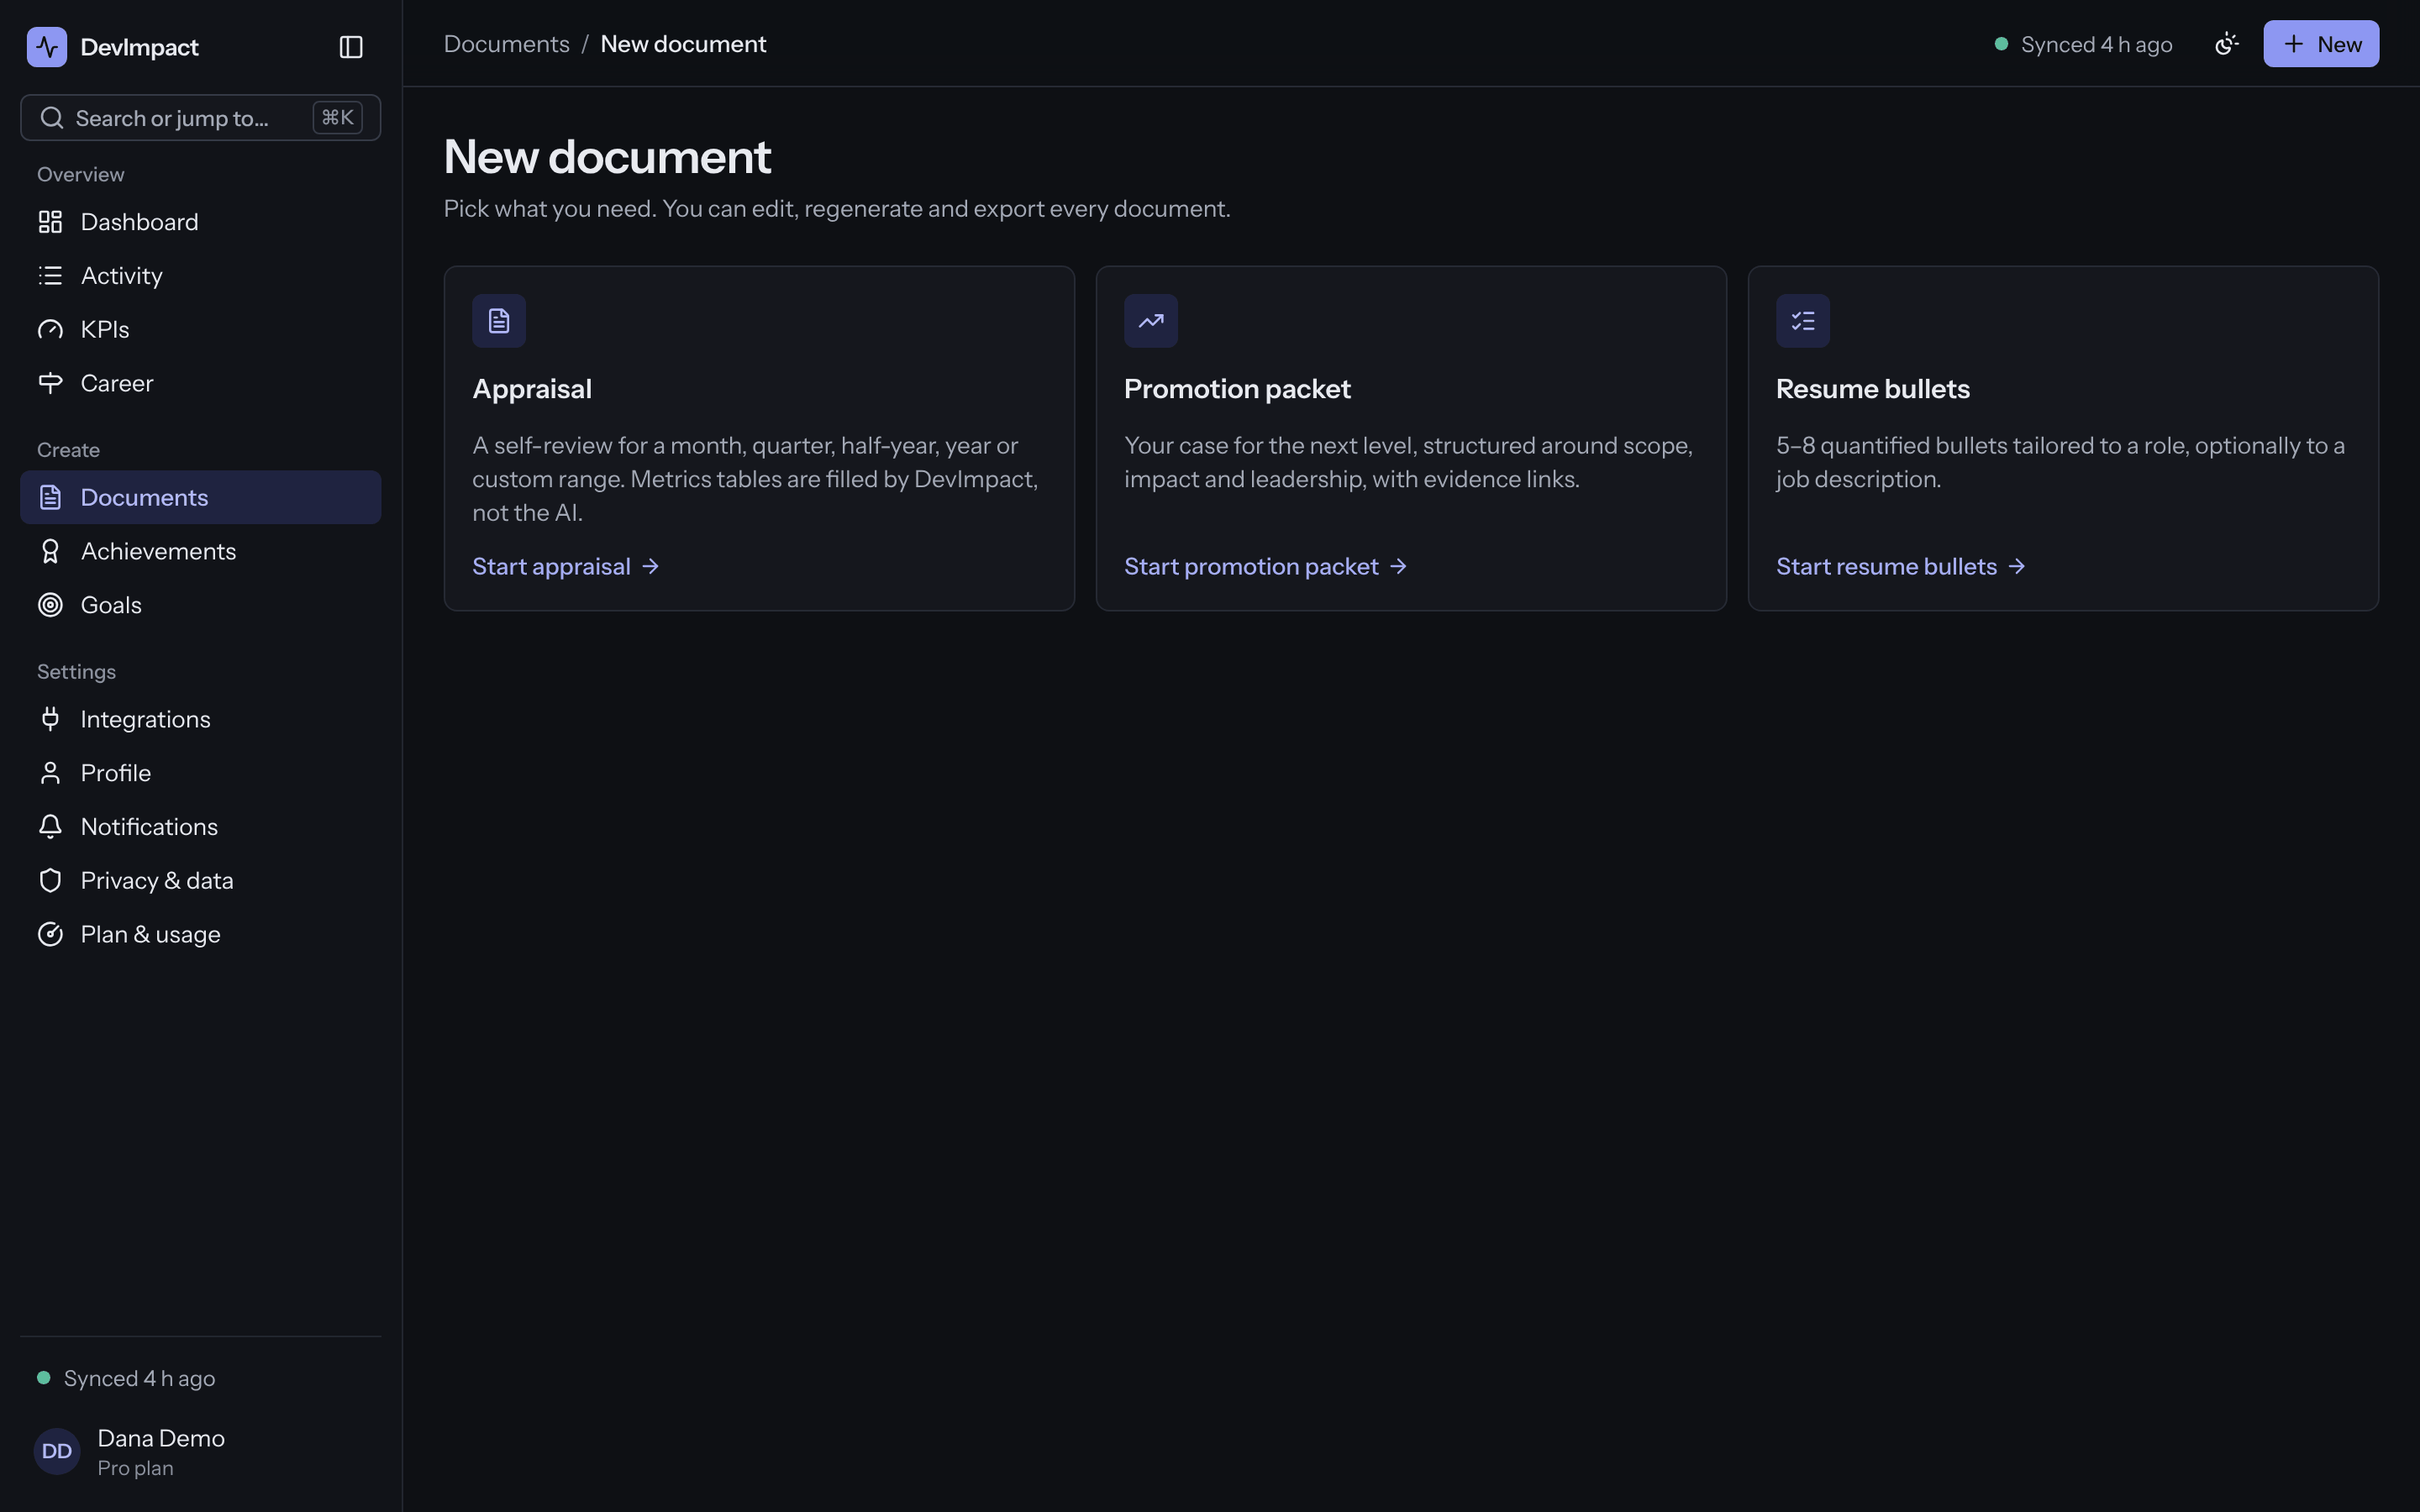 DevImpact
Search or jump to...
⌘K
Overview
Dashboard
Activity
KPIs
Career
Create
Documents
Achievements
Goals
Settings
Integrations
Profile
Notifications
Privacy & data
Plan & usage
Synced 4 h ago
DD
Dana Demo
Pro plan
Documents / New document
Synced 4 h ago
New
New document
Pick what you need. You can edit, regenerate and export every document.
Appraisal
A self-review for a month, quarter, half-year, year or
custom range. Metrics tables are filled by DevImpact,
not the AI.
Start appraisal →
Promotion packet
Your case for the next level, structured around scope,
impact and leadership, with evidence links.
Start promotion packet →
Resume bullets
5–8 quantified bullets tailored to a role, optionally to a
job description.
Start resume bullets →